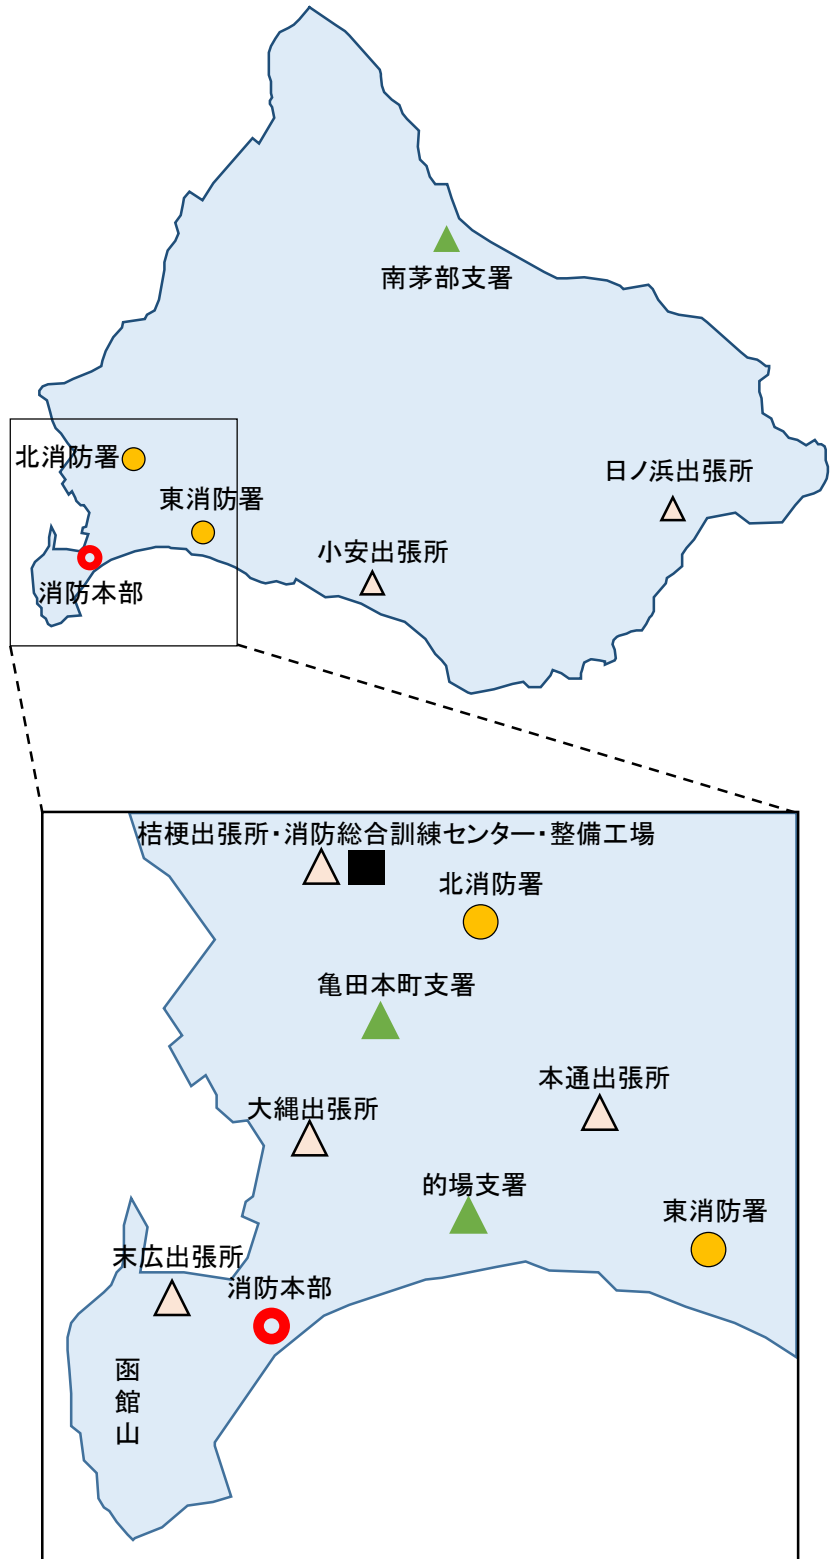 南茅部支署
北消防署
日ノ浜出張所
東消防署
小安出張所
消防本部
桔梗出張所・消防総合訓練センター・整備工場
北消防署
亀田本町支署
本通出張所
大縄出張所
的場支署
東消防署
末広出張所
消防本部
函館山